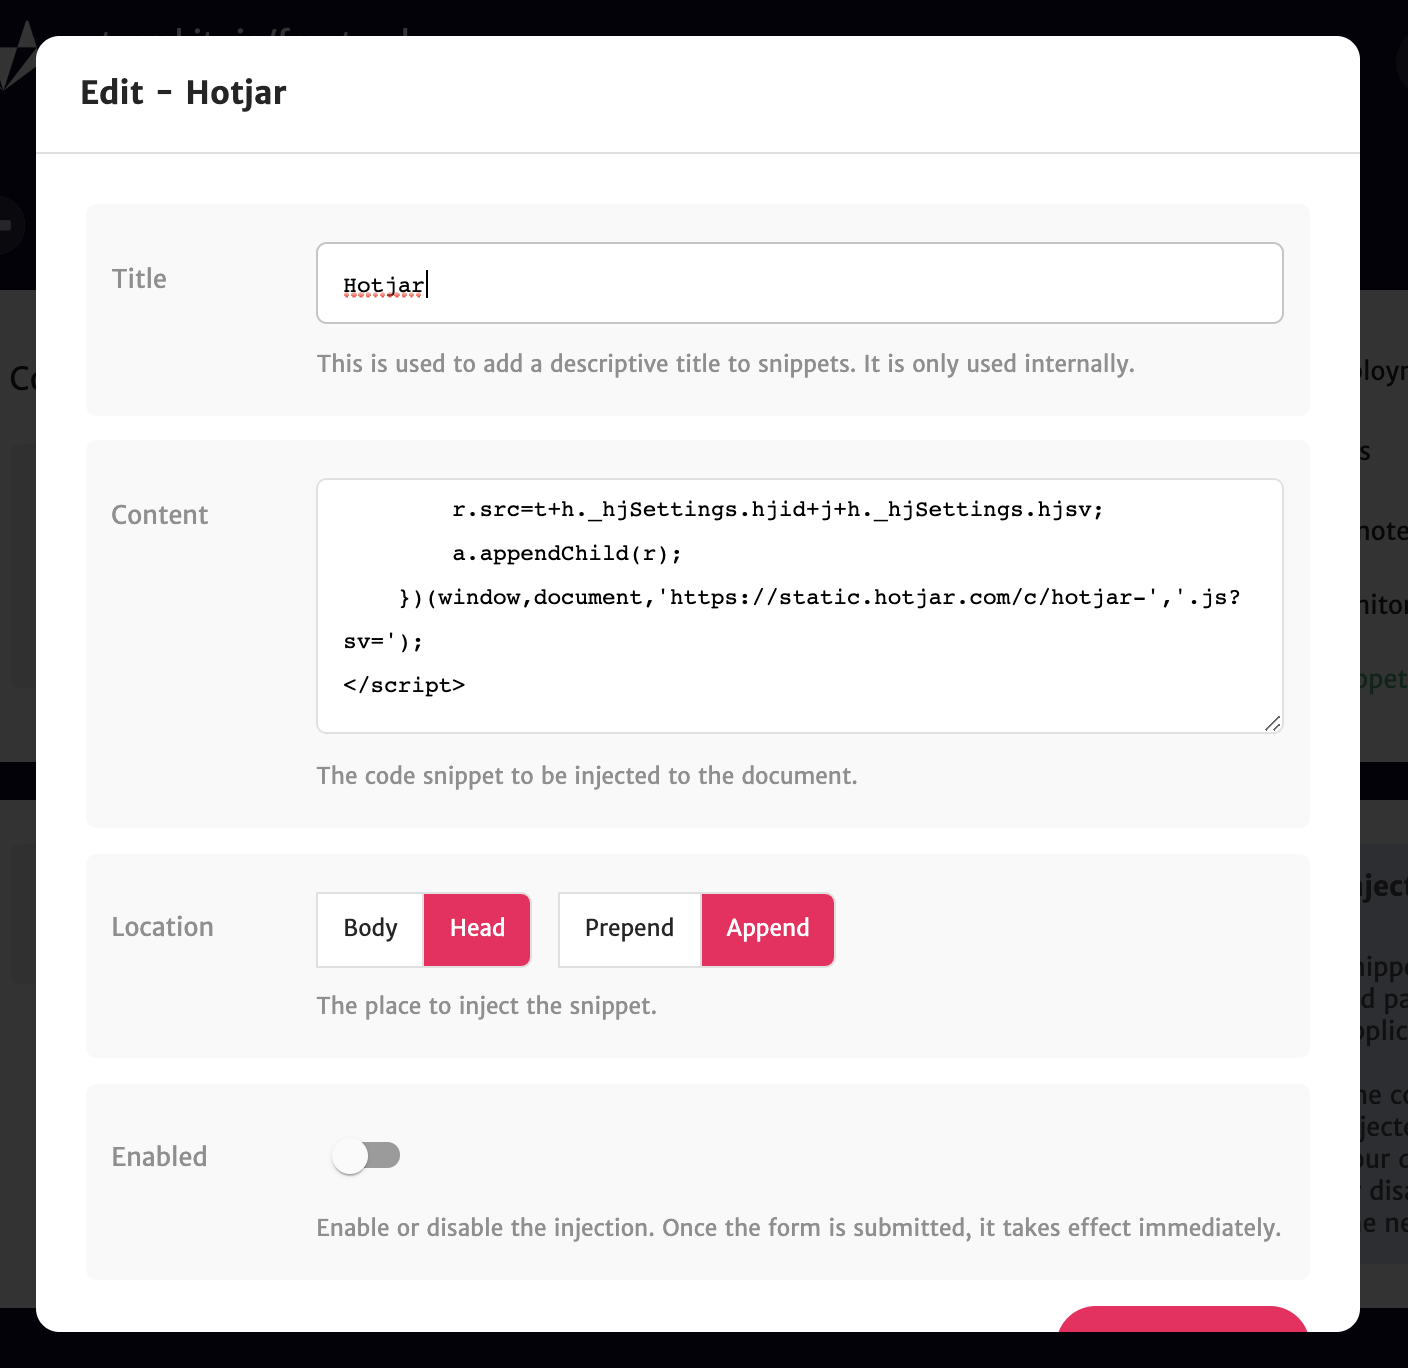 Edit - Hotjar
Title
Hotjar
This is used to add a descriptive title to snippets. It is only used internally.
Content
r.src=t+h._hjSettings.hjid+j+h._hjSettings.hjsv;
a.appendChild(r);
})(window,document,'https://static.hotjar.com/c/hotjar-','.js?
sv=');
</script>
The code snippet to be injected to the document.
Location
Body
Head
Prepend
Append
The place to inject the snippet.
Enabled
Enable or disable the injection. Once the form is submitted, it takes effect immediately.